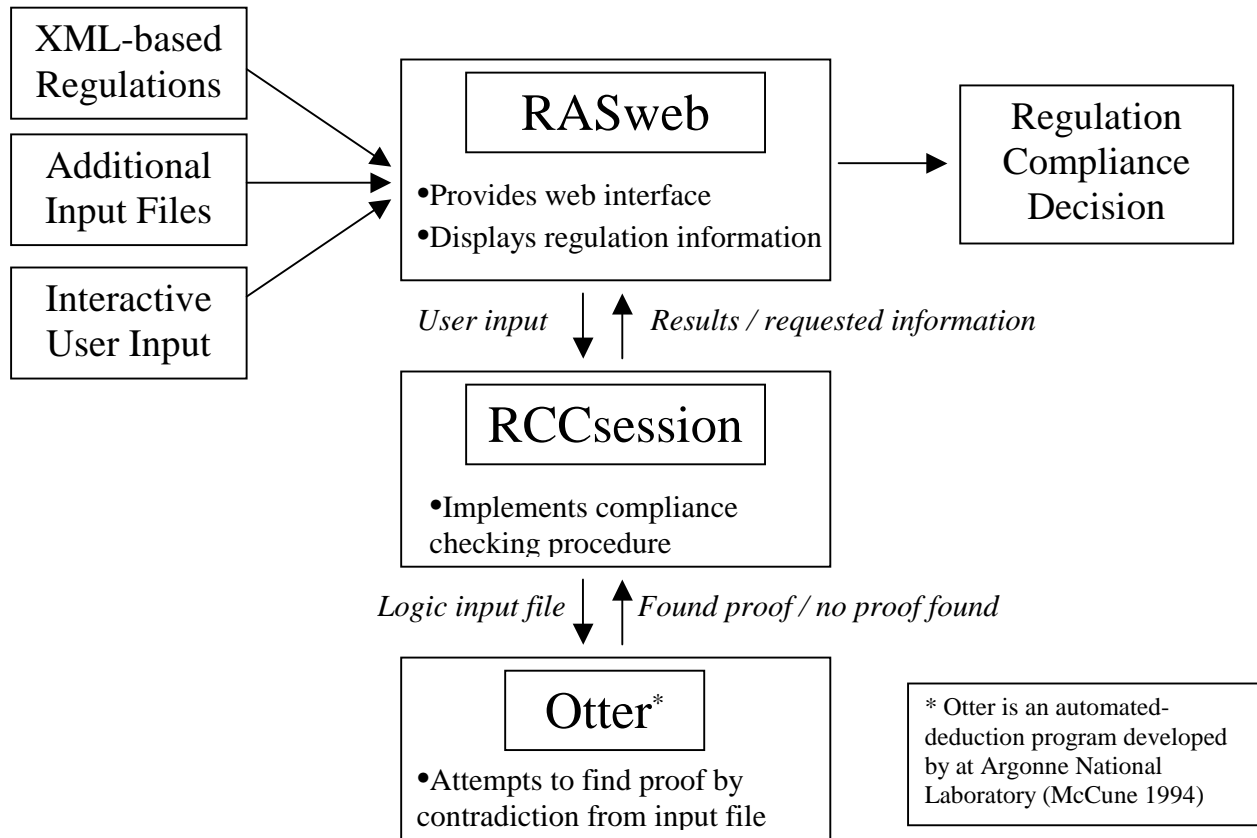 XML-based
Regulations
Additional
Input Files
Interactive
User Input
RASweb
•Provides web interface
•Displays regulation information
Regulation
Compliance
Decision
User input
Results / requested information
RCCsession
•Implements compliance
checking procedure
Logic input file
Found proof / no proof found
Otter*
•Attempts to find proof by
contradiction from input file
* Otter is an automated-
deduction program developed
by at Argonne National
Laboratory (McCune 1994)